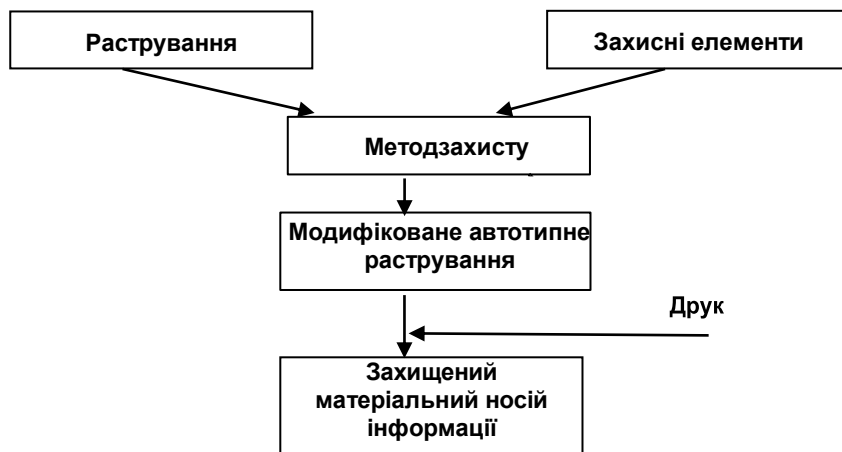 Растрування
Захисні елементи
Методзахисту
Модифіковане автотипне
растрування
Друк
Захищений
матеріальний носій
інформації